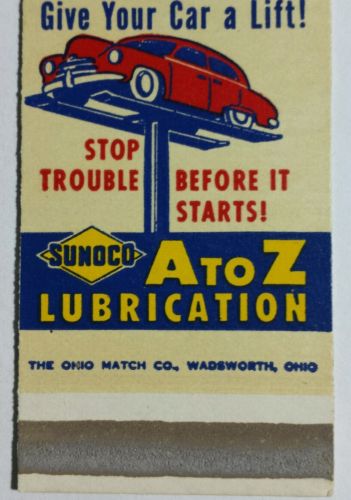 Give Your Car a Lift!
STOP
TROUBLE BEFORE IT
STARTS!
SUNOCO A TO Z
LUBRICATION
THE OHIO MATCH CO., WADSWORTH, OHIO